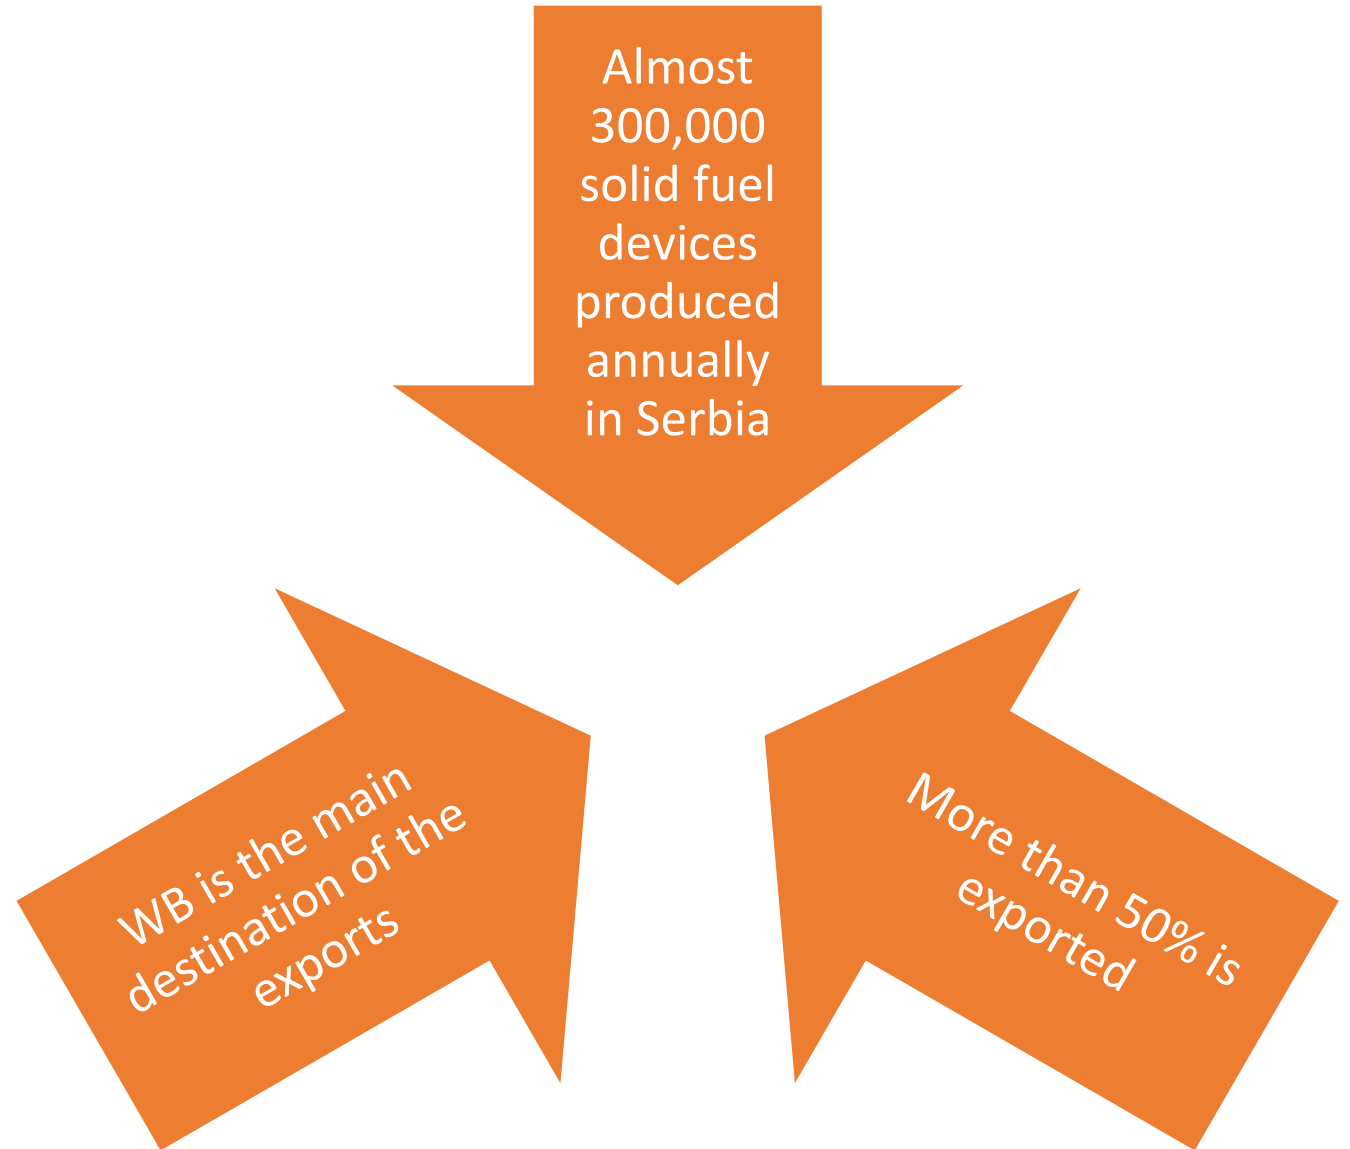 Almost
300,000
solid fuel
devices
produced
annually
in Serbia
WB is the main
destination of the
exports
More than 50% is
exported